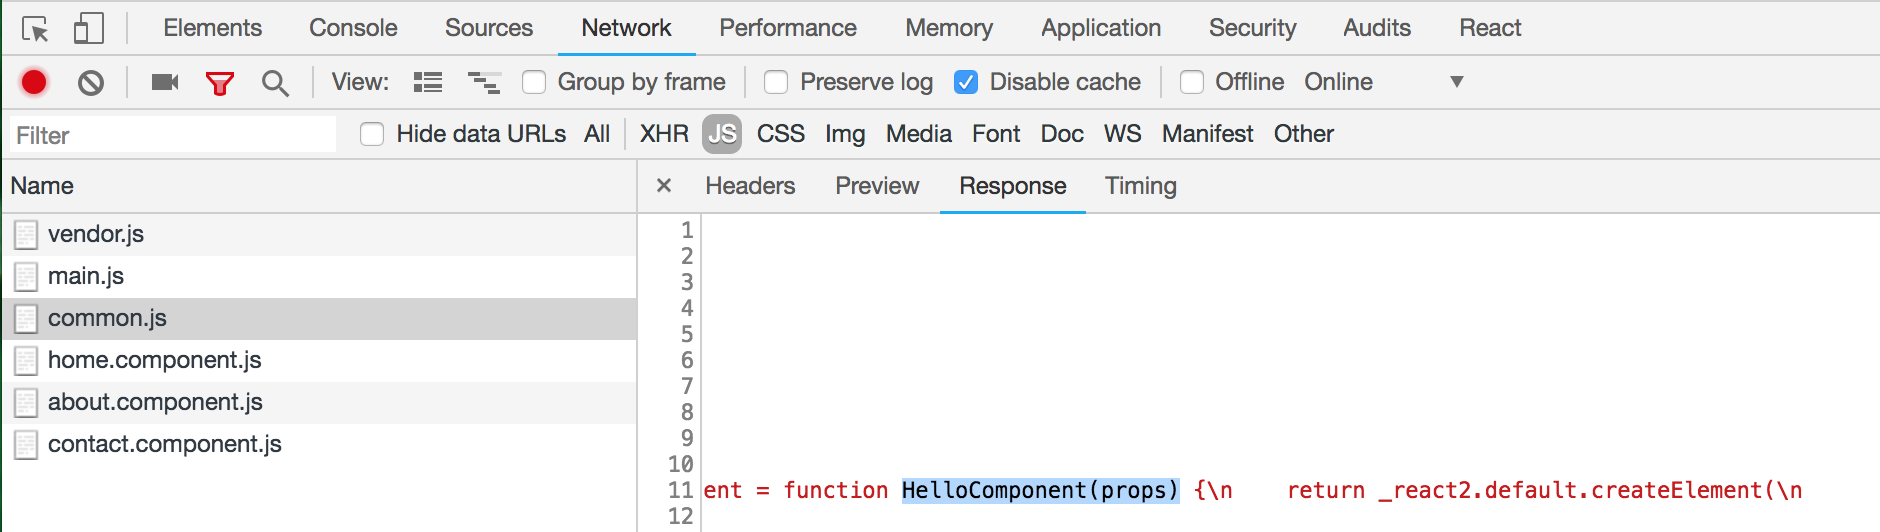 Elements Console Sources Network Performance Memory Application Security Audits React
View: Group by frame Preserve log Disable cache Offline Online
Filter Hide data URLs All XHR JS CSS Img Media Font Doc WS Manifest Other
Name × Headers Preview Response Timing
vendor.js
main.js
common.js
home.component.js
about.component.js
contact.component.js
1
2
3
4
5
6
7
8
9
10
11 ent = function HelloComponent(props) {\n    return _react2.default.createElement(\n
12